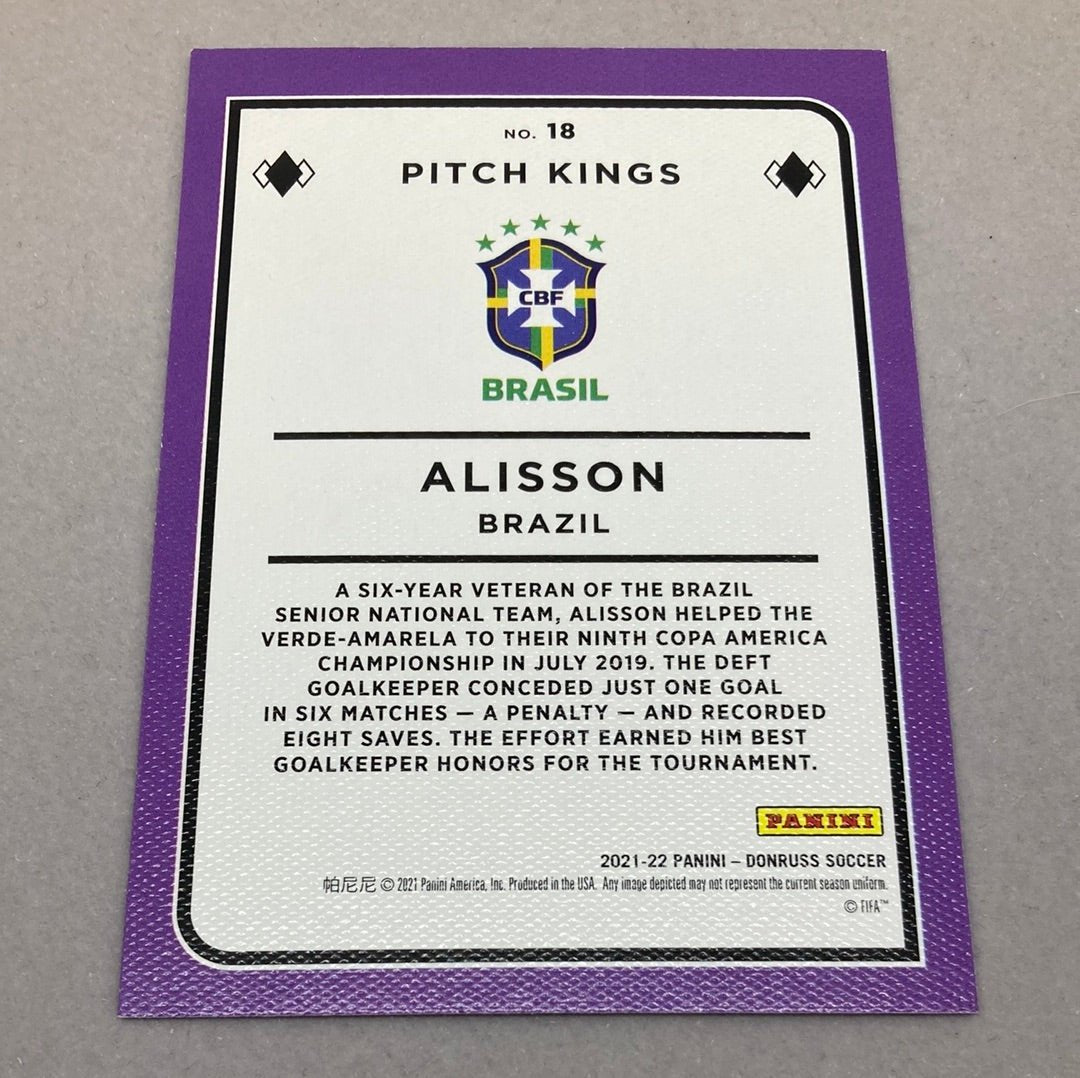 NO. 18
PITCH KINGS
CBF
BRASIL
ALISSON
BRAZIL
A SIX-YEAR VETERAN OF THE BRAZIL
SENIOR NATIONAL TEAM, ALISSON HELPED THE
VERDE-AMARELA TO THEIR NINTH COPA AMERICA
CHAMPIONSHIP IN JULY 2019. THE DEFT
GOALKEEPER CONCEDED JUST ONE GOAL
IN SIX MATCHES — A PENALTY — AND RECORDED
EIGHT SAVES. THE EFFORT EARNED HIM BEST
GOALKEEPER HONORS FOR THE TOURNAMENT.
PANINI
2021-22 PANINI – DONRUSS SOCCER
帕尼尼 © 2021 Panini America, Inc. Produced in the USA. Any image depicted may not represent the current season uniform.
© FIFA™